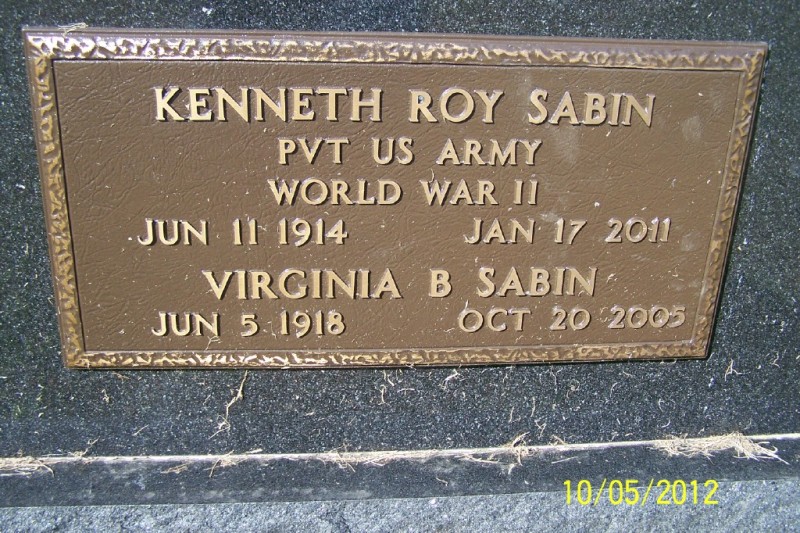 KENNETH ROY SABIN
PVT US ARMY
WORLD WAR II
JUN 11 1914 JAN 17 2011
VIRGINIA B SABIN
JUN 5 1918 OCT 20 2005
10/05/2012